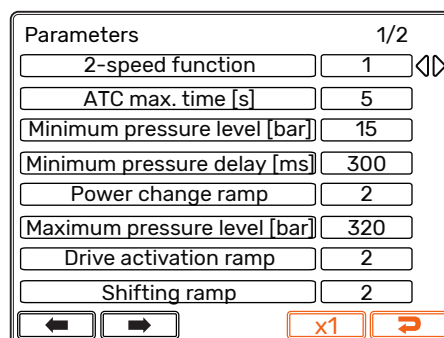 Parameters 1/2
2-speed function 1
ATC max. time [s] 5
Minimum pressure level [bar] 15
Minimum pressure delay [ms] 300
Power change ramp 2
Maximum pressure level [bar] 320
Drive activation ramp 2
Shifting ramp 2
x1